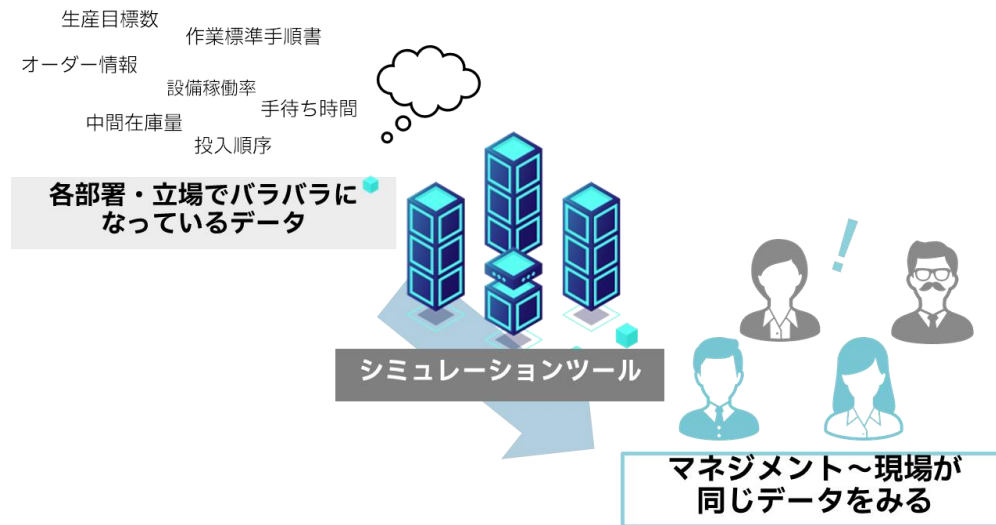 生産目標数
作業標準手順書
オーダー情報
設備稼働率
手待ち時間
中間在庫量
投入順序
各部署・立場でバラバラに
なっているデータ
シミュレーションツール
マネジメント～現場が
同じデータをみる